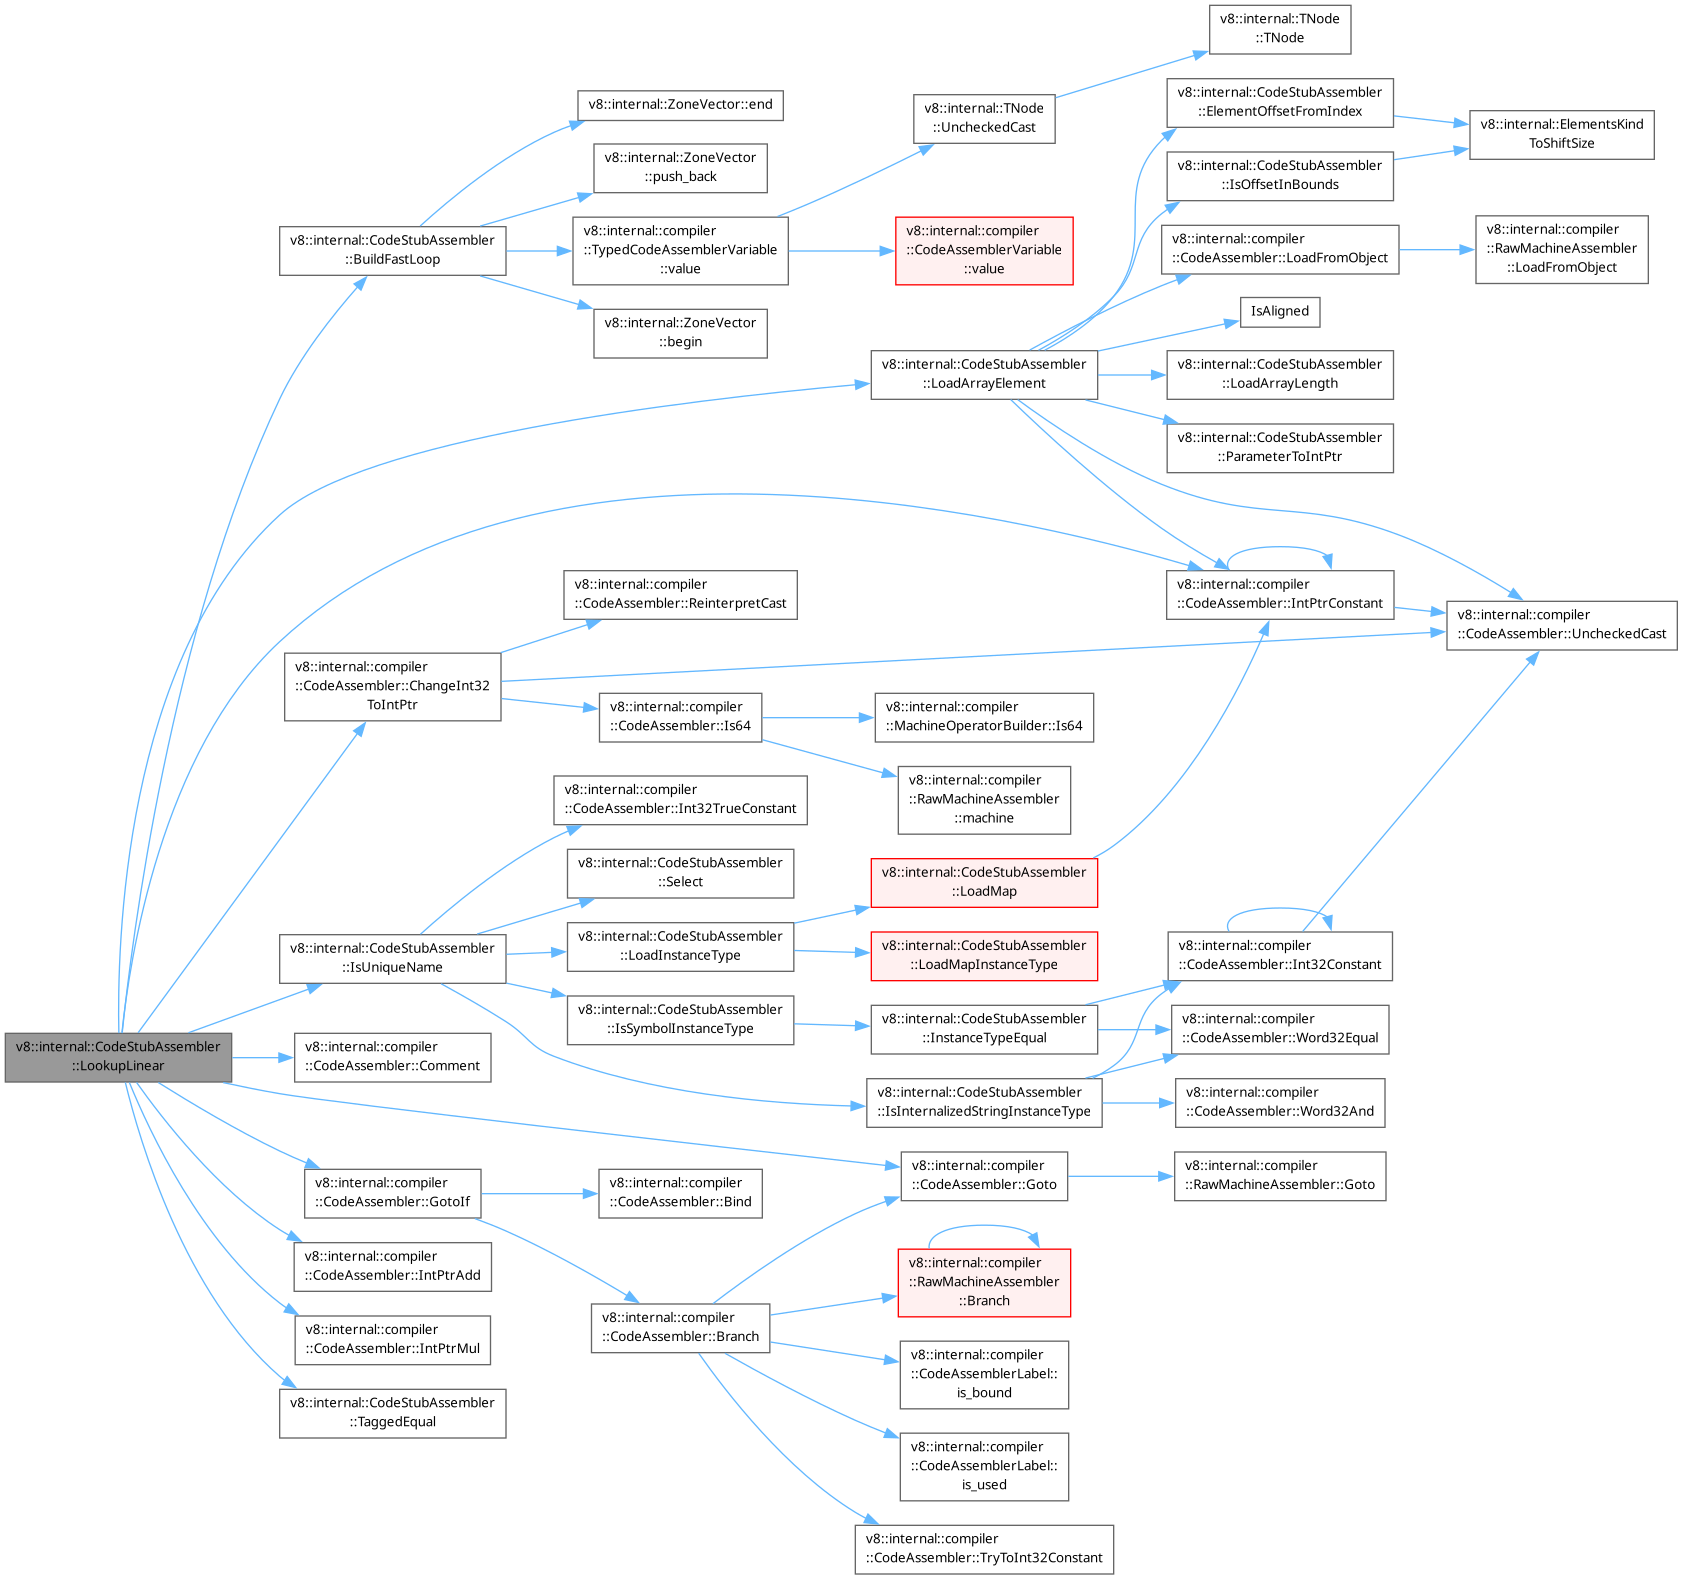 v8::internal::TNode
::TNode
v8::internal::ZoneVector::end
v8::internal::TNode
::UncheckedCast
v8::internal::CodeStubAssembler
::ElementOffsetFromIndex
v8::internal::ElementsKind
ToShiftSize
v8::internal::ZoneVector
::push_back
v8::internal::CodeStubAssembler
::IsOffsetInBounds
v8::internal::CodeStubAssembler
::BuildFastLoop
v8::internal::compiler
::TypedCodeAssemblerVariable
::value
v8::internal::compiler
::CodeAssemblerVariable
::value
v8::internal::compiler
::CodeAssembler::LoadFromObject
v8::internal::compiler
::RawMachineAssembler
::LoadFromObject
v8::internal::ZoneVector
::begin
IsAligned
v8::internal::CodeStubAssembler
::LoadArrayElement
v8::internal::CodeStubAssembler
::LoadArrayLength
v8::internal::CodeStubAssembler
::ParameterToIntPtr
v8::internal::compiler
::CodeAssembler::ReinterpretCast
v8::internal::compiler
::CodeAssembler::IntPtrConstant
v8::internal::compiler
::CodeAssembler::UncheckedCast
v8::internal::compiler
::CodeAssembler::ChangeInt32
ToIntPtr
v8::internal::compiler
::CodeAssembler::Is64
v8::internal::compiler
::MachineOperatorBuilder::Is64
v8::internal::compiler
::RawMachineAssembler
::machine
v8::internal::compiler
::CodeAssembler::Int32TrueConstant
v8::internal::CodeStubAssembler
::Select
v8::internal::CodeStubAssembler
::LoadMap
v8::internal::CodeStubAssembler
::IsUniqueName
v8::internal::CodeStubAssembler
::LoadInstanceType
v8::internal::CodeStubAssembler
::LoadMapInstanceType
v8::internal::compiler
::CodeAssembler::Int32Constant
v8::internal::CodeStubAssembler
::IsSymbolInstanceType
v8::internal::CodeStubAssembler
::InstanceTypeEqual
v8::internal::compiler
::CodeAssembler::Word32Equal
v8::internal::CodeStubAssembler
::LookupLinear
v8::internal::compiler
::CodeAssembler::Comment
v8::internal::CodeStubAssembler
::IsInternalizedStringInstanceType
v8::internal::compiler
::CodeAssembler::Word32And
v8::internal::compiler
::CodeAssembler::GotoIf
v8::internal::compiler
::CodeAssembler::Bind
v8::internal::compiler
::CodeAssembler::Goto
v8::internal::compiler
::RawMachineAssembler::Goto
v8::internal::compiler
::CodeAssembler::IntPtrAdd
v8::internal::compiler
::RawMachineAssembler
::Branch
v8::internal::compiler
::CodeAssembler::IntPtrMul
v8::internal::compiler
::CodeAssembler::Branch
v8::internal::compiler
::CodeAssemblerLabel::
is_bound
v8::internal::CodeStubAssembler
::TaggedEqual
v8::internal::compiler
::CodeAssemblerLabel::
is_used
v8::internal::compiler
::CodeAssembler::TryToInt32Constant